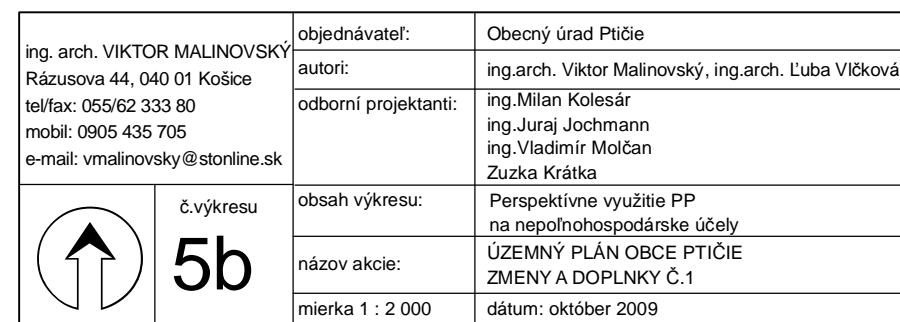 ing. arch. VIKTOR MALINOVSKÝ
Rázusova 44, 040 01 Košice
tel/fax: 055/62 333 80
mobil: 0905 435 705
e-mail: vmalinovsky@stonline.sk
č.výkresu
5b
objednávateľ: Obecný úrad Ptičie
autori: ing.arch. Viktor Malinovský, ing.arch. Ľuba Vlčková
odborní projektanti: ing.Milan Kolesár
ing.Juraj Jochmann
ing.Vladimír Molčan
Zuzka Krátka
obsah výkresu: Perspektívne využitie PP
na nepoľnohospodárske účely
názov akcie: ÚZEMNÝ PLÁN OBCE PTIČIE
ZMENY A DOPLNKY Č.1
mierka 1 : 2 000 dátum: október 2009